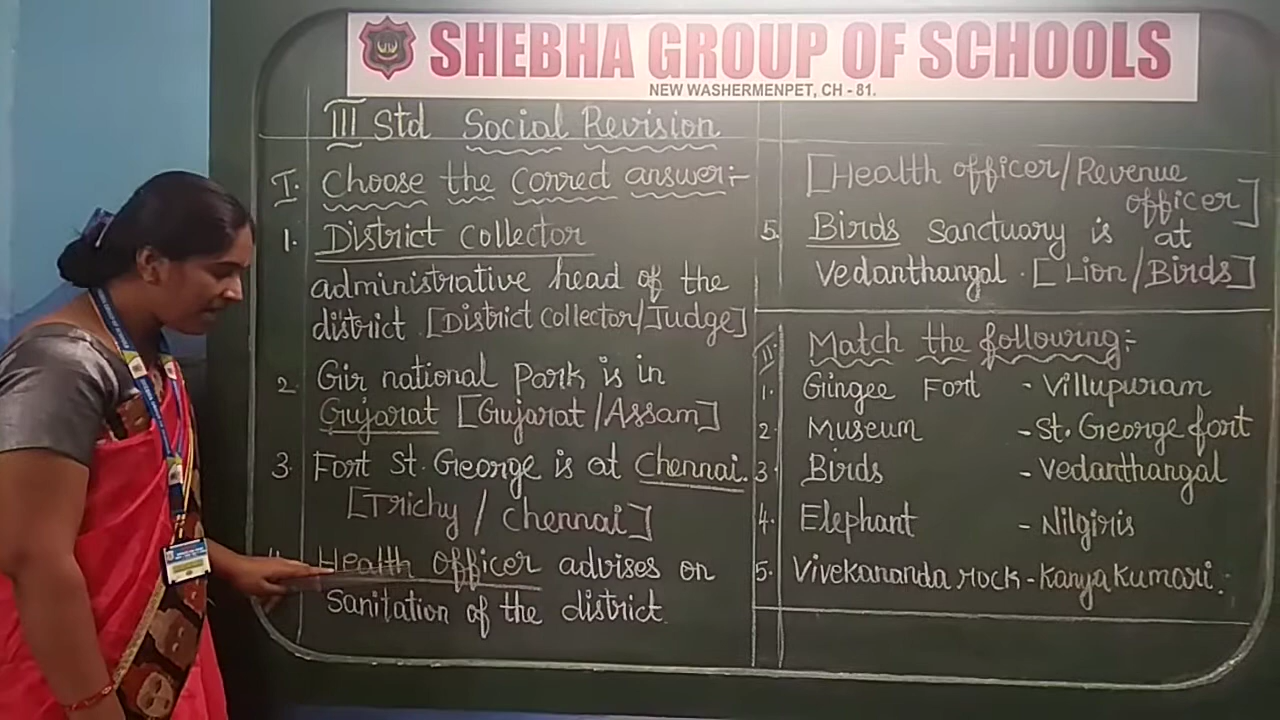 SHEBHA GROUP OF SCHOOLS
NEW WASHERMENPET, CH - 81.
III Std Social Revision
I. Choose the correct answer:-
1. District Collector
administrative head of the
district. [District Collector/Judge]
2. Gir national park is in
Gujarat [Gujarat/Assam]
3. Fort St. George is at Chennai.
[Trichy / Chennai]
4. Health officer advises on
Sanitation of the district.
[Health officer/Revenue
officer]
5. Birds Sanctuary is at
Vedanthangal. [Lion/Birds]
II. Match the following:-
1. Gingee Fort - Villupuram
2. Museum - St. George fort
3. Birds - Vedanthangal
4. Elephant - Nilgiris
5. Vivekananda rock - Kanyakumari.